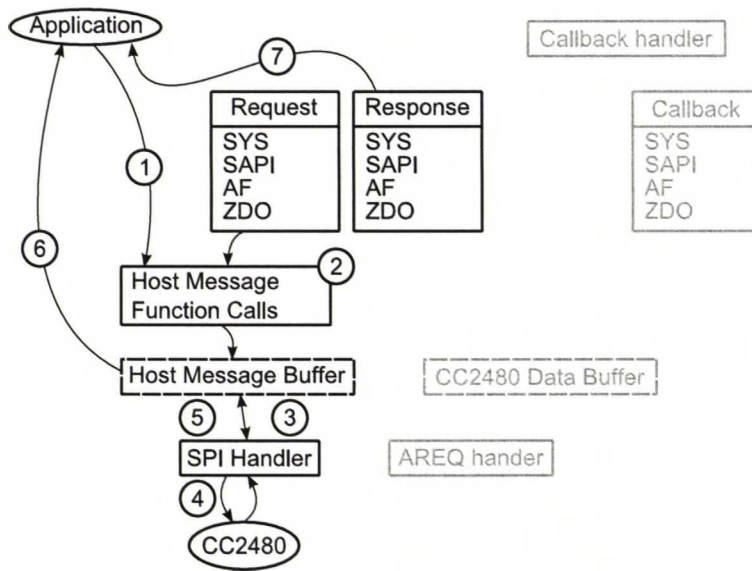 Application
7
Callback handler
Request
Response
Callback
SYS
SAPI
AF
ZDO
SYS
SAPI
AF
ZDO
SYS
SAPI
AF
ZDO
1
6
2
Host Message
Function Calls
Host Message Buffer
CC2480 Data Buffer
5
3
SPI Handler
AREQ hander
4
CC2480